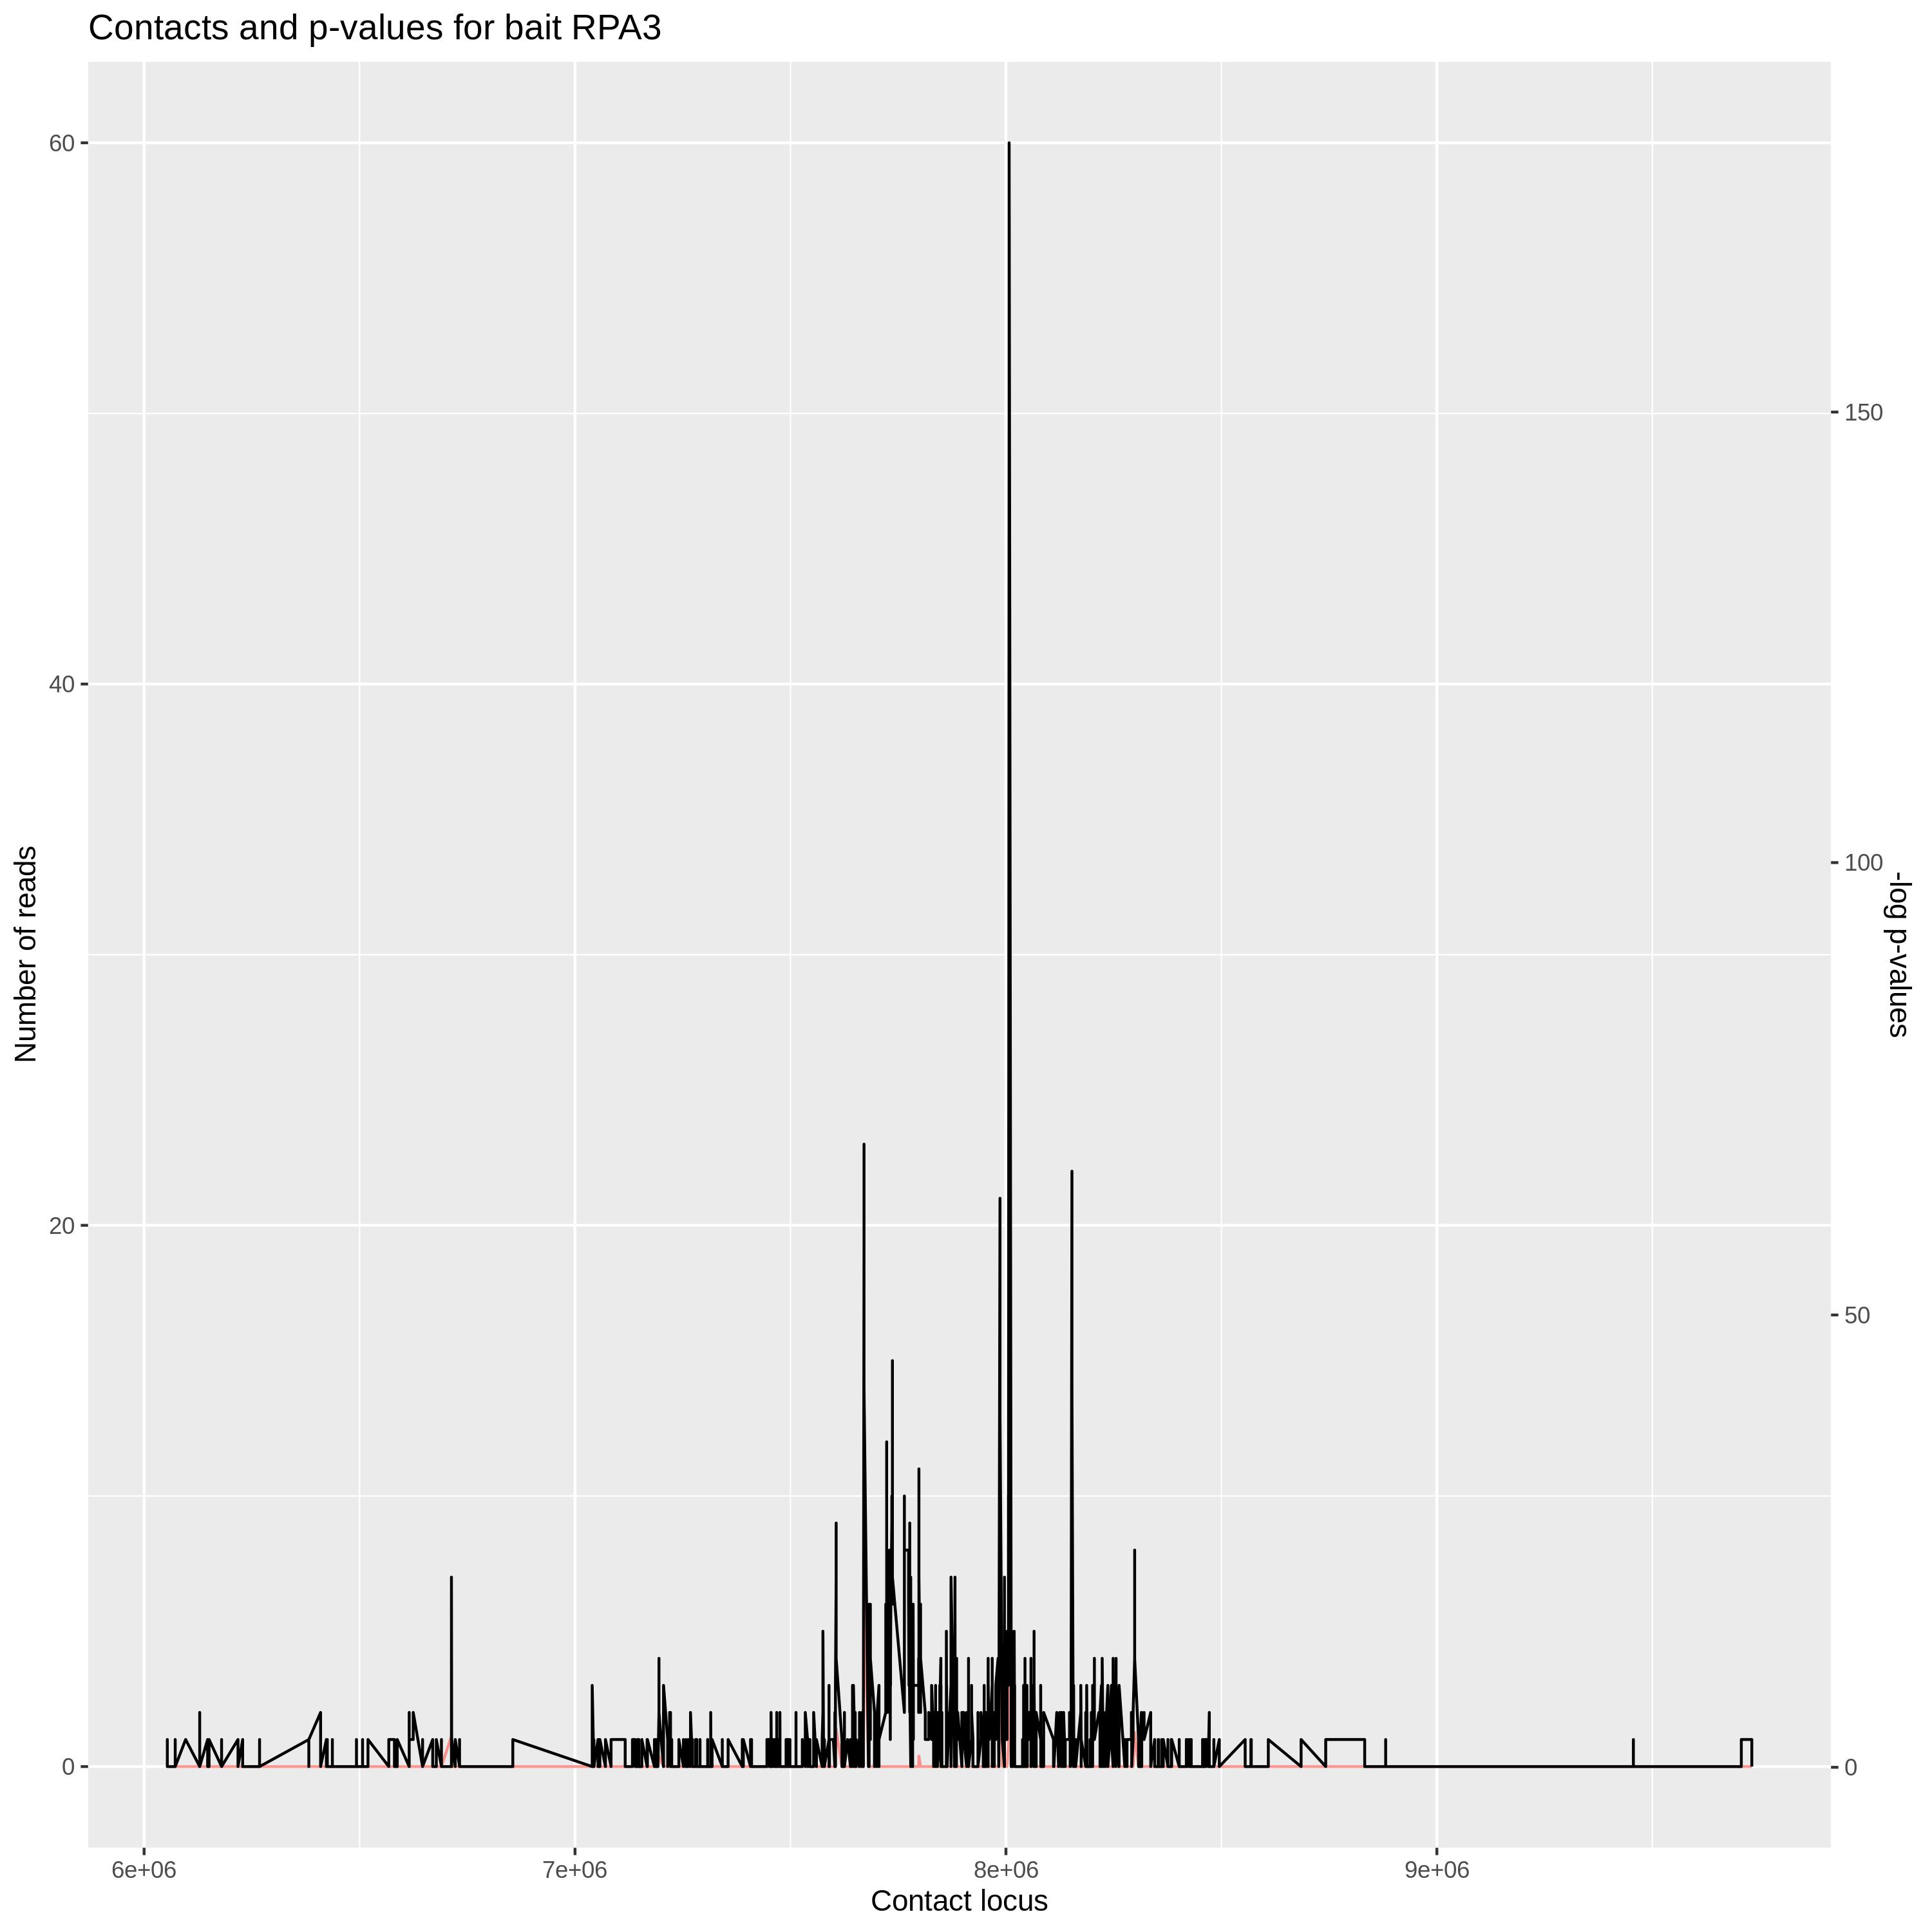 Contacts and p-values for bait RPA3
60
40
20
0
Number of reads
150
100
50
0
-log p-values
6e+06
7e+06
8e+06
9e+06
Contact locus